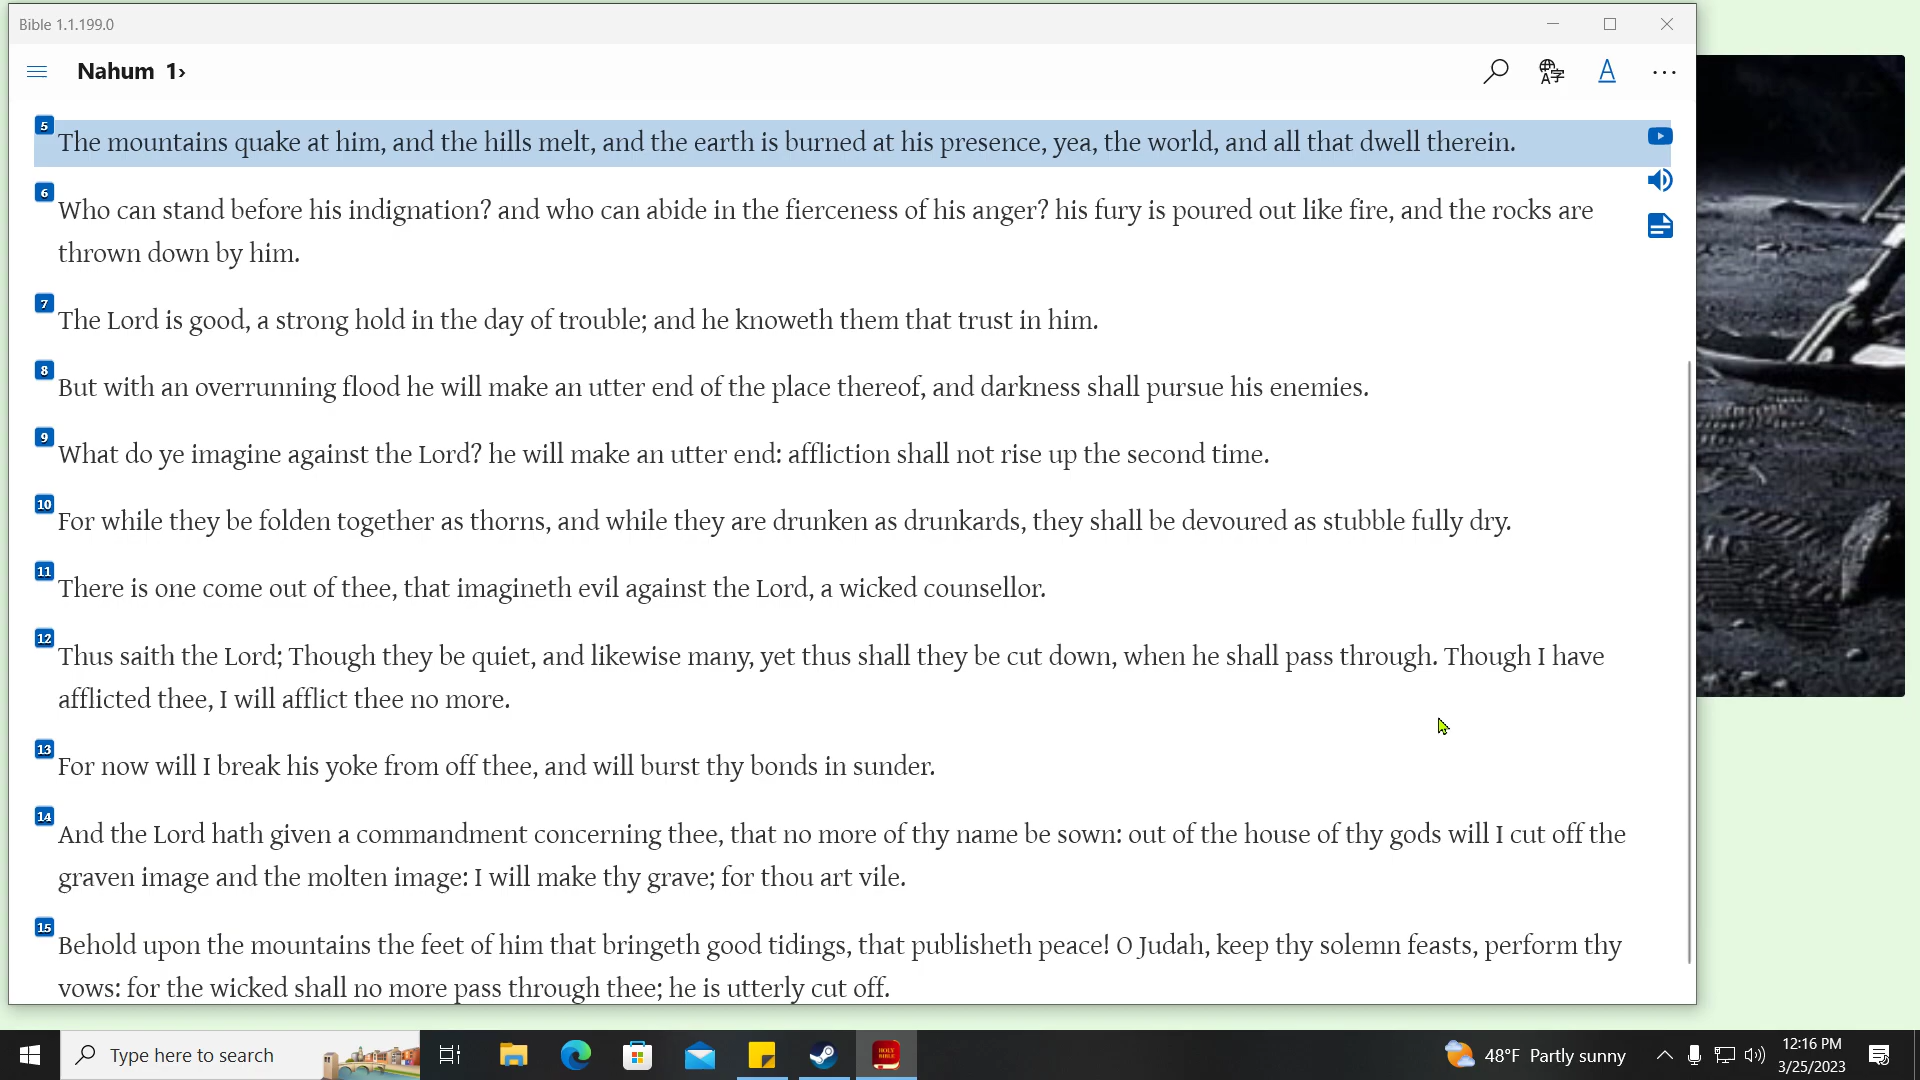 Bible 1.1.199.0
Nahum 1›
5 The mountains quake at him, and the hills melt, and the earth is burned at his presence, yea, the world, and all that dwell therein.
6 Who can stand before his indignation? and who can abide in the fierceness of his anger? his fury is poured out like fire, and the rocks are
thrown down by him.
7 The Lord is good, a strong hold in the day of trouble; and he knoweth them that trust in him.
8 But with an overrunning flood he will make an utter end of the place thereof, and darkness shall pursue his enemies.
9 What do ye imagine against the Lord? he will make an utter end: affliction shall not rise up the second time.
10 For while they be folden together as thorns, and while they are drunken as drunkards, they shall be devoured as stubble fully dry.
11 There is one come out of thee, that imagineth evil against the Lord, a wicked counsellor.
12 Thus saith the Lord; Though they be quiet, and likewise many, yet thus shall they be cut down, when he shall pass through. Though I have
afflicted thee, I will afflict thee no more.
13 For now will I break his yoke from off thee, and will burst thy bonds in sunder.
14 And the Lord hath given a commandment concerning thee, that no more of thy name be sown: out of the house of thy gods will I cut off the
graven image and the molten image: I will make thy grave; for thou art vile.
15 Behold upon the mountains the feet of him that bringeth good tidings, that publisheth peace! O Judah, keep thy solemn feasts, perform thy
vows: for the wicked shall no more pass through thee; he is utterly cut off.
Type here to search
HOLY BIBLE
48°F Partly sunny
12:16 PM
3/25/2023